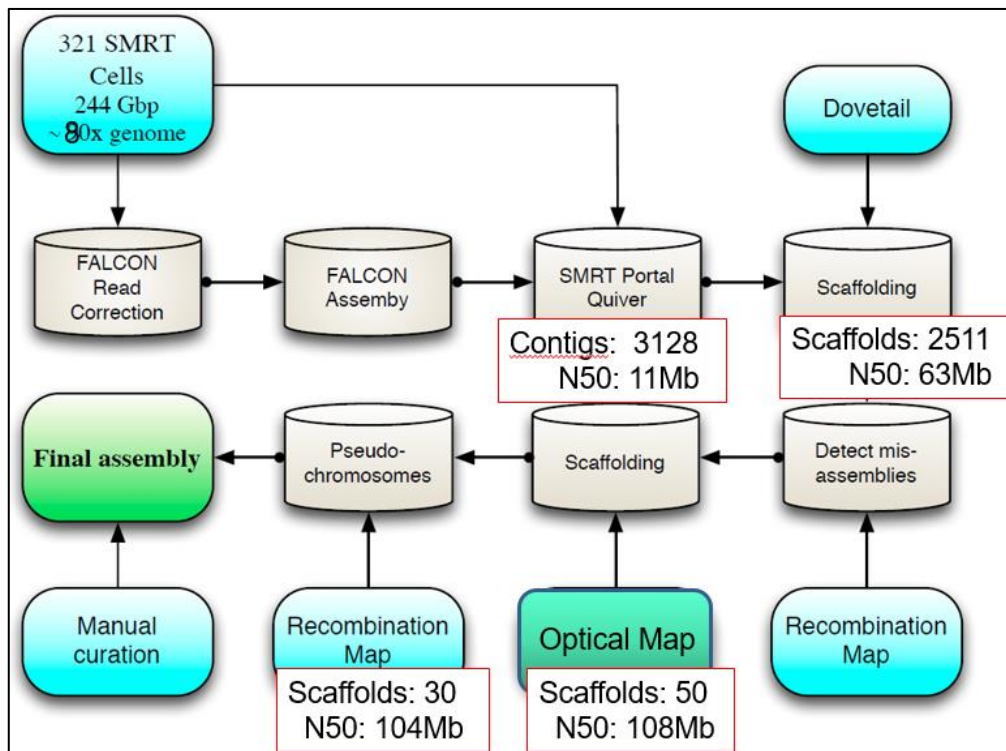 321 SMRT
Cells
244 Gbp
~80x genome
Dovetail
FALCON
Read
Correction
FALCON
Assemby
SMRT Portal
Quiver
Scaffolding
Contigs: 3128
N50: 11Mb
Scaffolds: 2511
N50: 63Mb
Final assembly
Pseudo-
chromosomes
Scaffolding
Detect mis-
assemblies
Manual
curation
Recombination
Map
Optical Map
Recombination
Map
Scaffolds: 30
N50: 104Mb
Scaffolds: 50
N50: 108Mb